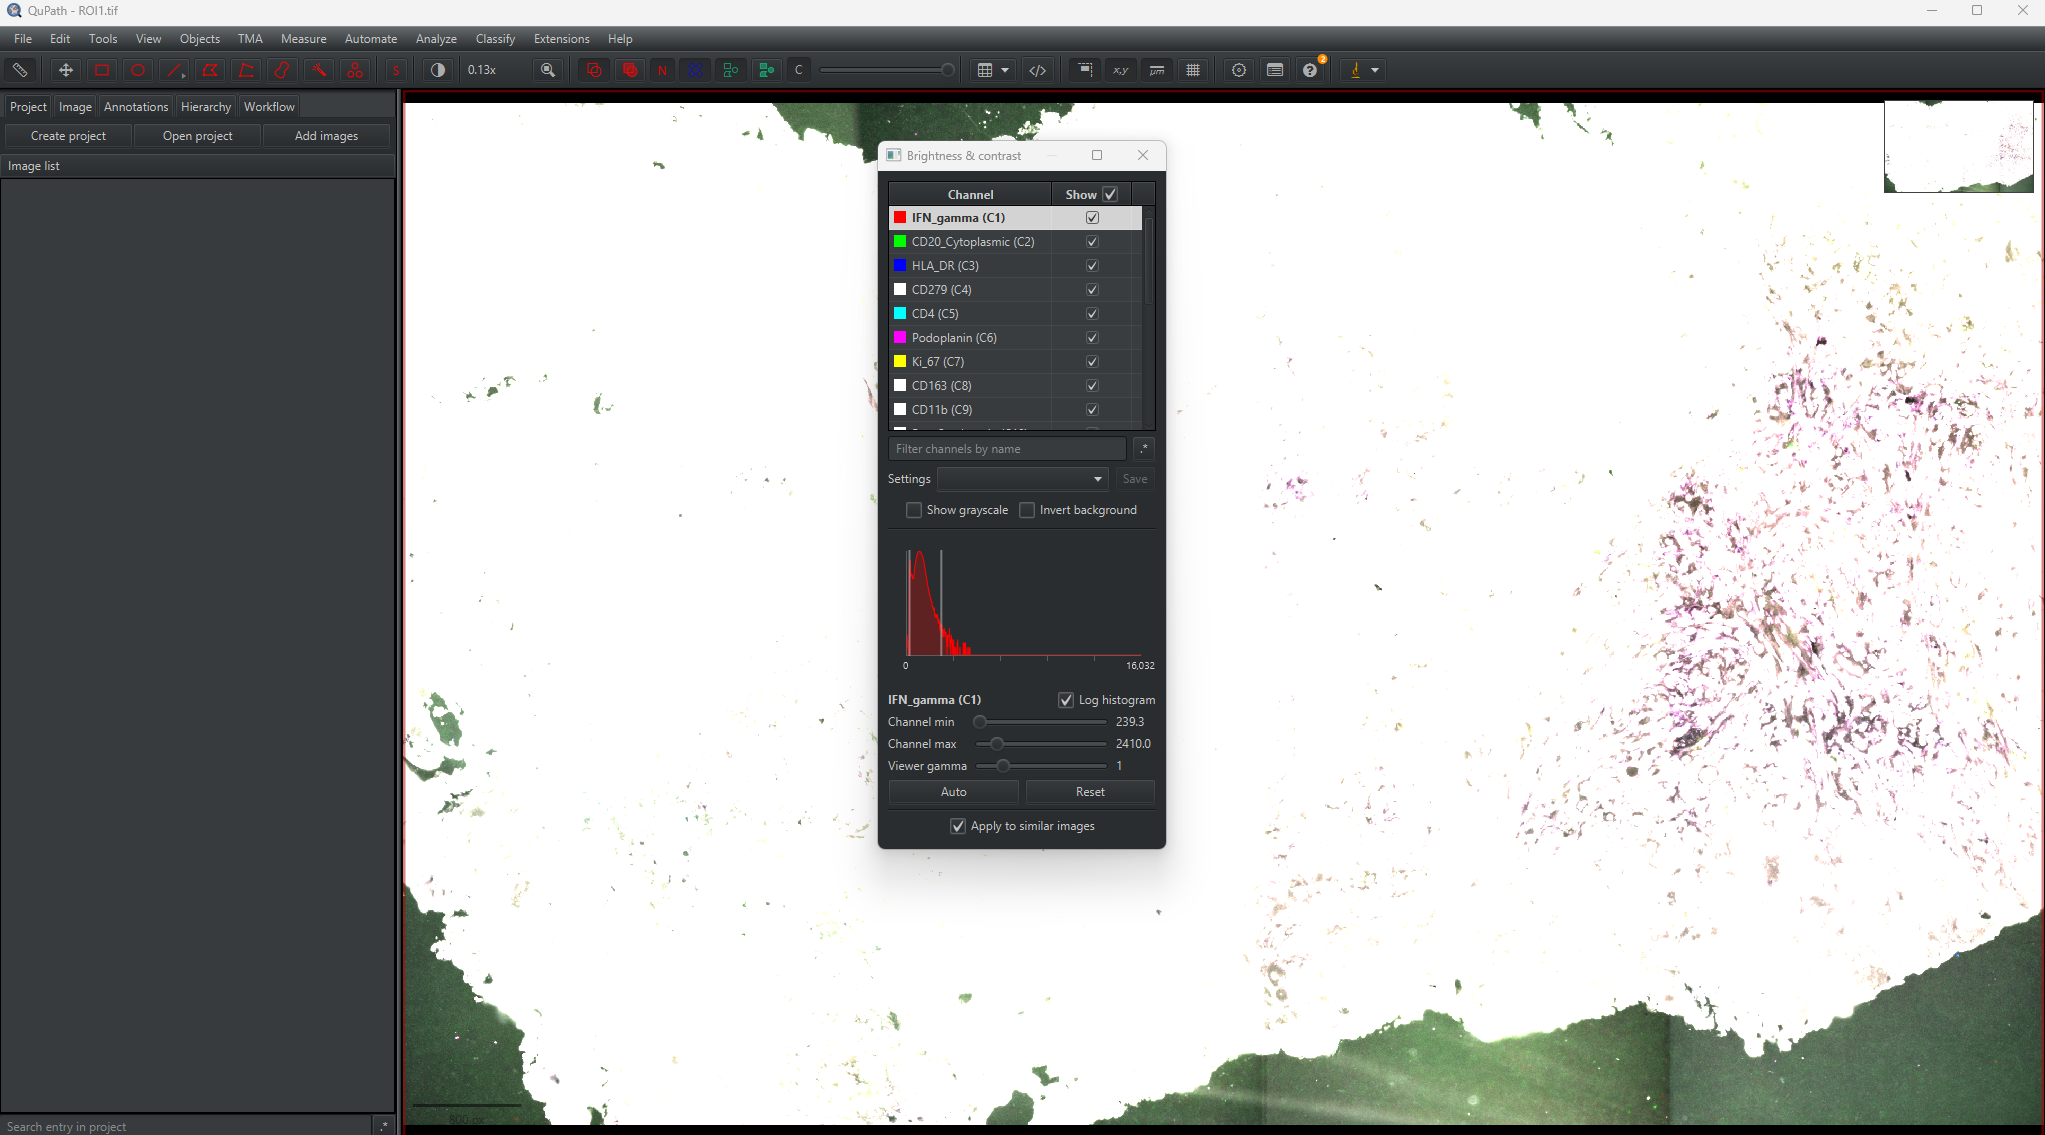 QuPath - ROI1.tif
File Edit Tools View Objects TMA Measure Automate Analyze Classify Extensions Help
S 0.13x N C x,y μm 2
Project Image Annotations Hierarchy Workflow
Create project Open project Add images
Image list
Search entry in project .*
Brightness & contrast
Channel Show
IFN_gamma (C1)
CD20_Cytoplasmic (C2)
HLA_DR (C3)
CD279 (C4)
CD4 (C5)
Podoplanin (C6)
Ki_67 (C7)
CD163 (C8)
CD11b (C9)
Filter channels by name .*
Settings Save
Show grayscale Invert background
0 16,032
IFN_gamma (C1) Log histogram
Channel min 239.3
Channel max 2410.0
Viewer gamma 1
Auto Reset
Apply to similar images